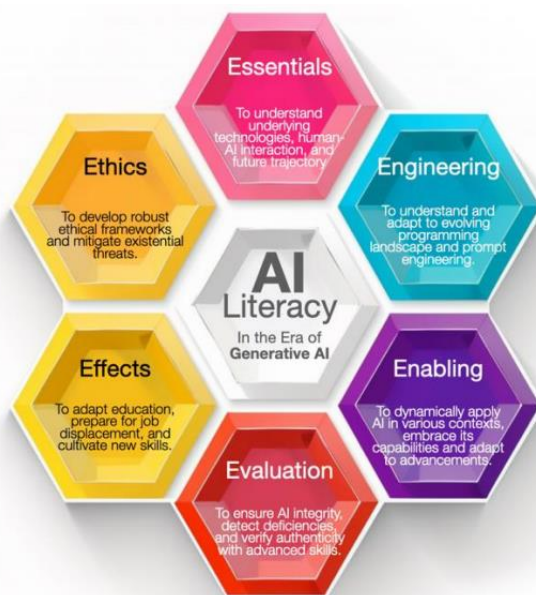 Essentials
To understand
underlying
technologies, human-
AI interaction, and
future trajectory
Engineering
To understand and
adapt to evolving
programming
landscape and prompt
engineering.
Enabling
To dynamically apply
AI in various contexts,
embrace its
capabilities and adapt
to advancements.
Evaluation
To ensure AI integrity,
detect deficiencies,
and verify authenticity
with advanced skills.
Effects
To adapt education,
prepare for job
displacement, and
cultivate new skills.
Ethics
To develop robust
ethical frameworks
and mitigate existential
threats.
AI
Literacy
In the Era of
Generative AI